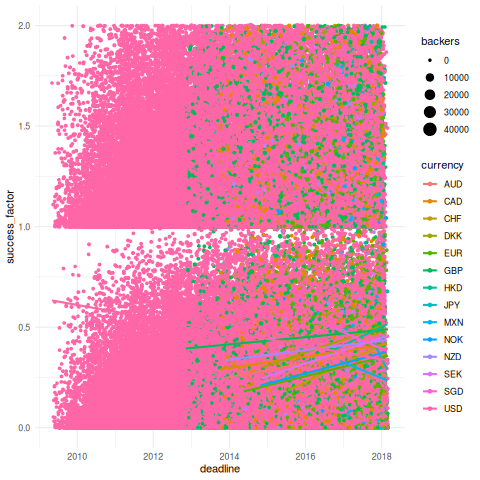 2.0
1.5
1.0
0.5
0.0
success_factor
2010
2012
2014
2016
2018
deadline
backers
0
10000
20000
30000
40000
currency
AUD
CAD
CHF
DKK
EUR
GBP
HKD
JPY
MXN
NOK
NZD
SEK
SGD
USD